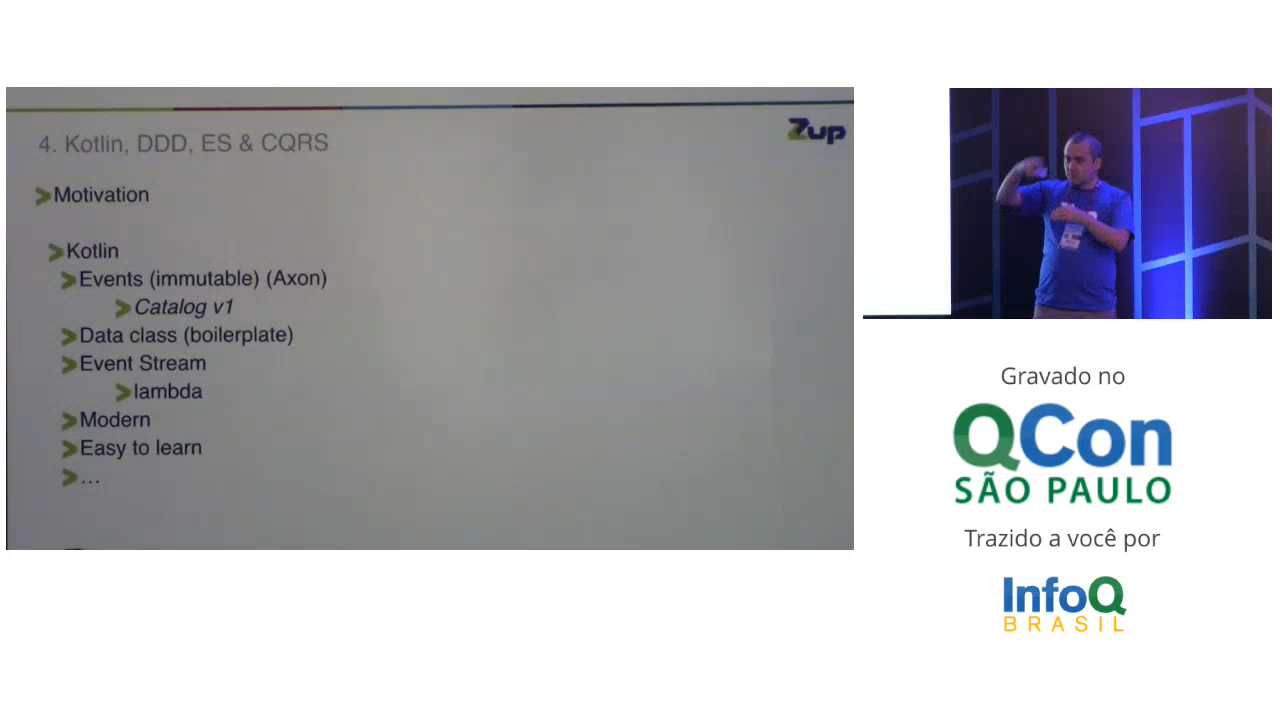 4. Kotlin, DDD, ES & CQRS
Zup
Motivation
Kotlin
Events (immutable) (Axon)
Catalog v1
Data class (boilerplate)
Event Stream
lambda
Modern
Easy to learn
...
Gravado no
QCon
SÃO PAULO
Trazido a você por
InfoQ
BRASIL